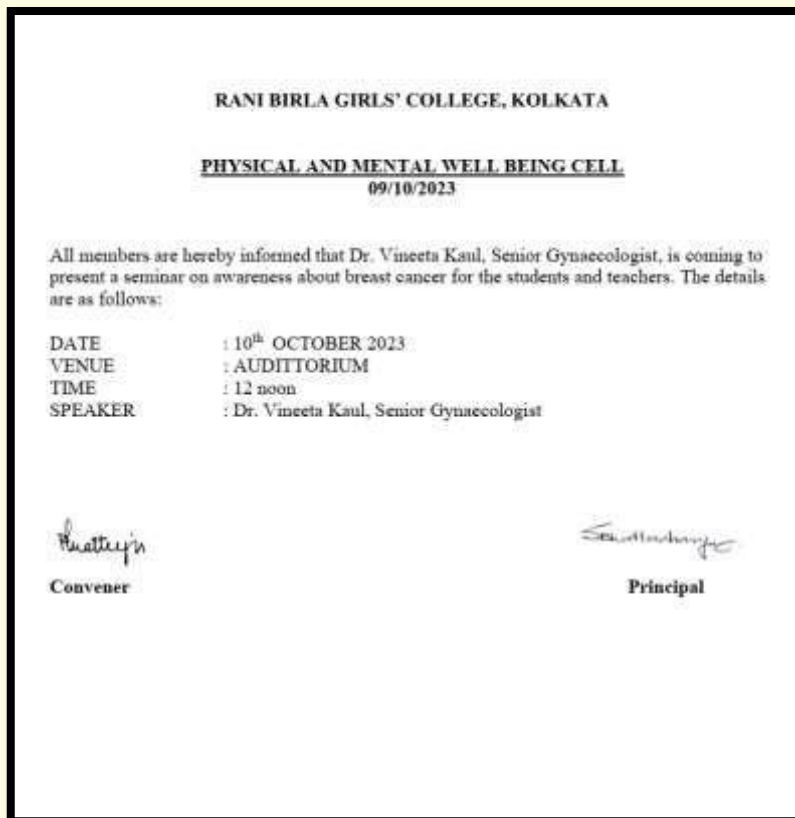 RANI BIRLA GIRLS' COLLEGE, KOLKATA
PHYSICAL AND MENTAL WELL BEING CELL
09/10/2023
All members are hereby informed that Dr. Vineeta Kaul, Senior Gynaecologist, is coming to
present a seminar on awareness about breast cancer for the students and teachers. The details
are as follows:
DATE : 10th OCTOBER 2023
VENUE : AUDITTORIUM
TIME : 12 noon
SPEAKER : Dr. Vineeta Kaul, Senior Gynaecologist
Convener Principal